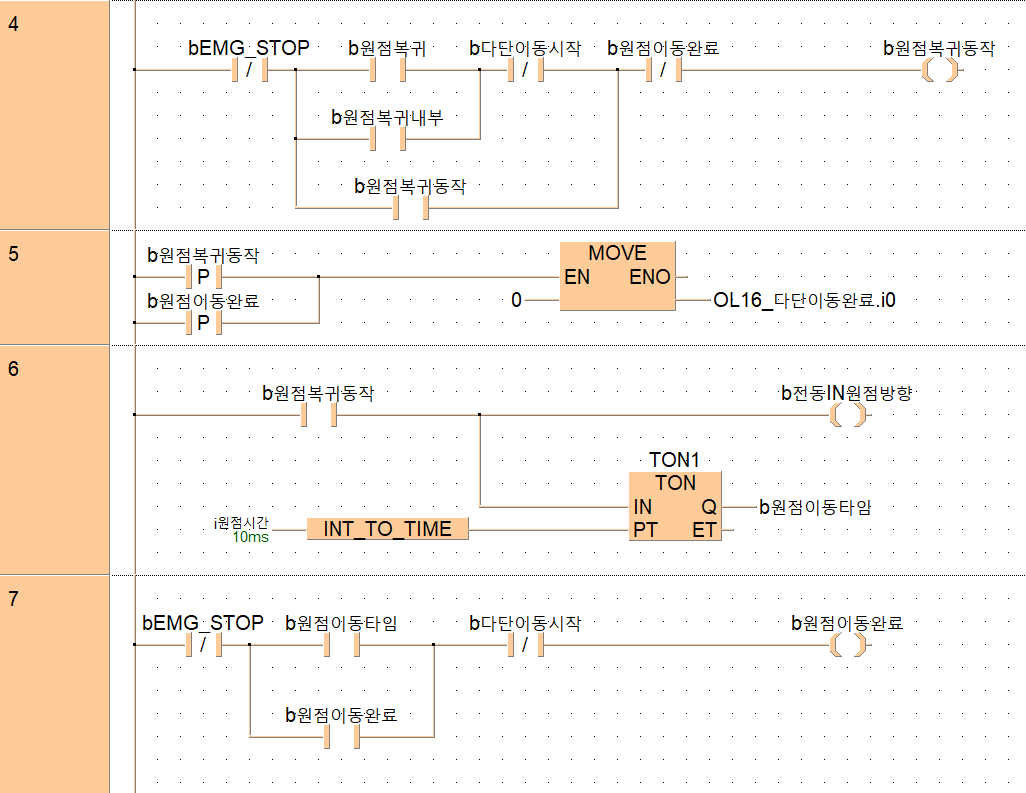 4
bEMG_STOP b원점복귀 b다단이동시작 b원점이동완료 b원점복귀동작
/ / /
b원점복귀내부
b원점복귀동작
5
b원점복귀동작 MOVE
P EN ENO
b원점이동완료 0 OL16_다단이동완료.i0
P
6
b원점복귀동작 b전동IN원점방향
TON1
TON
IN Q b원점이동타임
i원점시간 INT_TO_TIME PT ET
10ms
7
bEMG_STOP b원점이동타임 b다단이동시작 b원점이동완료
/ /
b원점이동완료